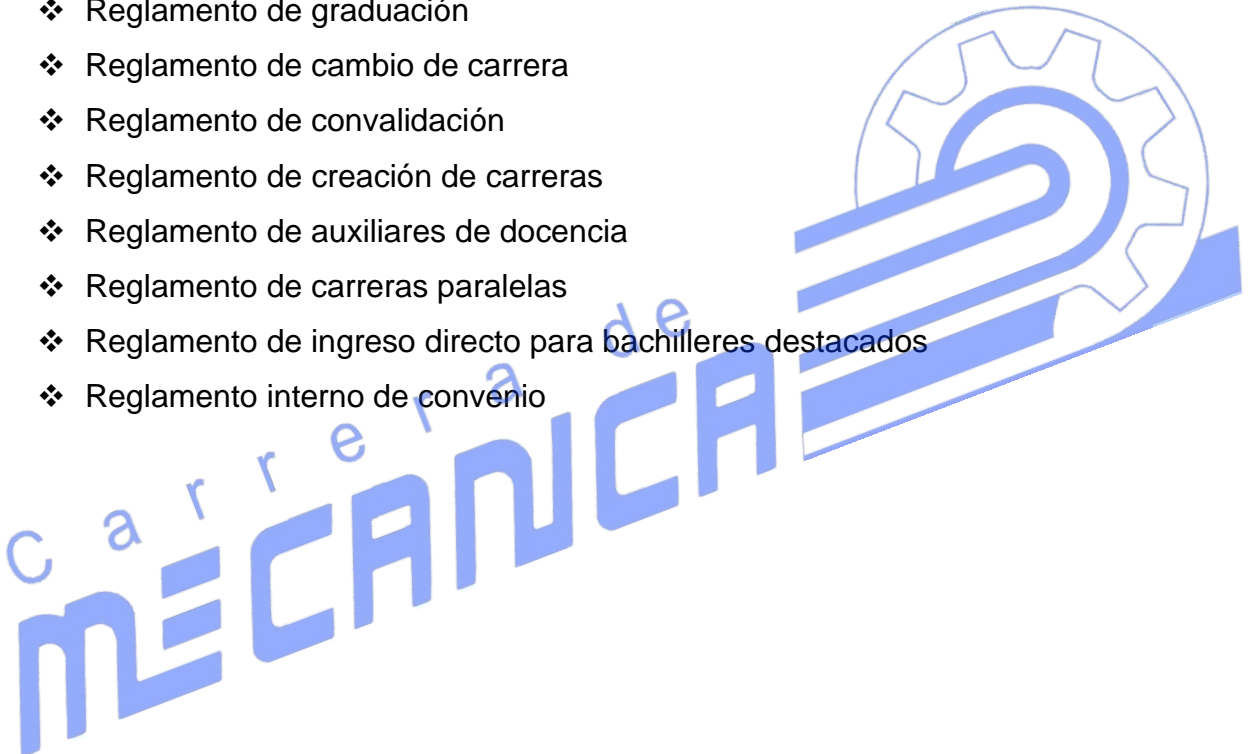 ❖ Reglamento de graduación
❖ Reglamento de cambio de carrera
❖ Reglamento de convalidación
❖ Reglamento de creación de carreras
❖ Reglamento de auxiliares de docencia
❖ Reglamento de carreras paralelas
❖ Reglamento de ingreso directo para bachilleres destacados
❖ Reglamento interno de convenio
Carrera de
MECANICA